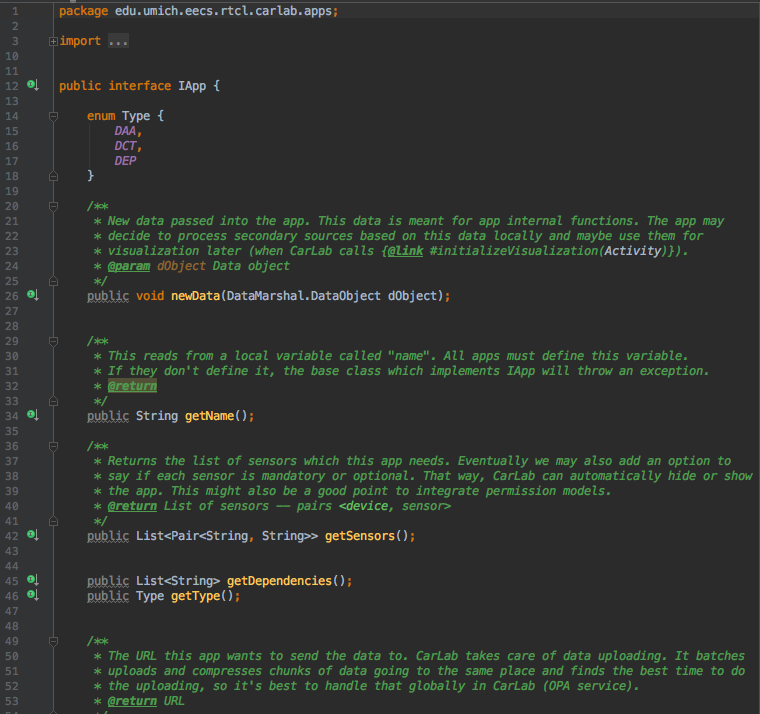 1 package edu.umich.eecs.rtcl.carlab.apps;
2
3 import ...
10
11
12 public interface IApp {
13
14 enum Type {
15 DAA,
16 DCT,
17 DEP
18 }
19
20 /**
21 * New data passed into the app. This data is meant for app internal functions. The app may
22 * decide to process secondary sources based on this data locally and maybe use them for
23 * visualization later (when CarLab calls {@link #initializeVisualization(Activity)}).
24 * @param dObject Data object
25 */
26 public void newData(DataMarshal.DataObject dObject);
27
28
29 /**
30 * This reads from a local variable called "name". All apps must define this variable.
31 * If they don't define it, the base class which implements IApp will throw an exception.
32 * @return
33 */
34 public String getName();
35
36 /**
37 * Returns the list of sensors which this app needs. Eventually we may also add an option to
38 * say if each sensor is mandatory or optional. That way, CarLab can automatically hide or show
39 * the app. This might also be a good point to integrate permission models.
40 * @return List of sensors –– pairs <device, sensor>
41 */
42 public List<Pair<String, String>> getSensors();
43
44
45 public List<String> getDependencies();
46 public Type getType();
47
48
49 /**
50 * The URL this app wants to send the data to. CarLab takes care of data uploading. It batches
51 * uploads and compresses chunks of data going to the same place and finds the best time to do
52 * the uploading, so it's best to handle that globally in CarLab (OPA service).
53 * @return URL